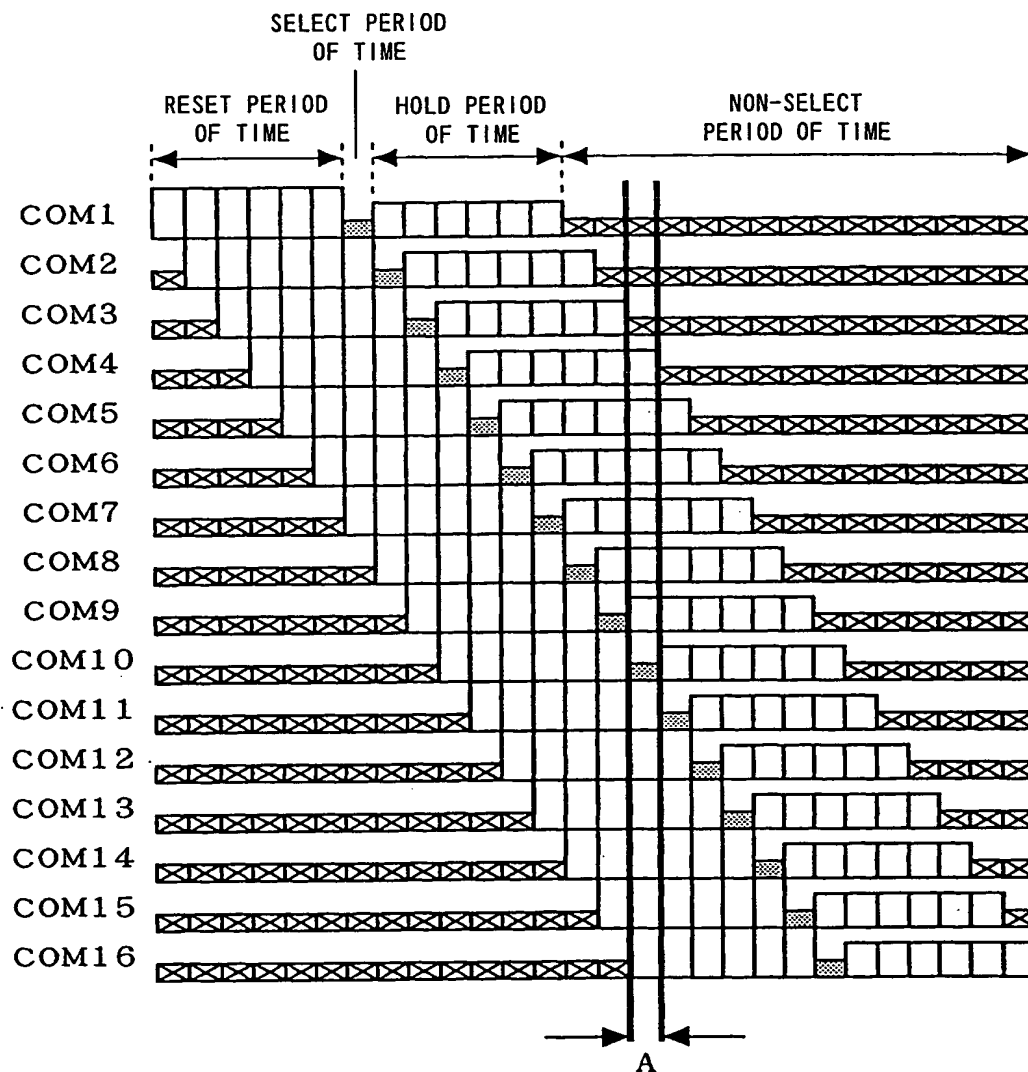 SELECT PERIOD
OF TIME
RESET PERIOD
OF TIME
HOLD PERIOD
OF TIME
NON-SELECT
PERIOD OF TIME
COM1
COM2
COM3
COM4
COM5
COM6
COM7
COM8
COM9
COM10
COM11
COM12
COM13
COM14
COM15
COM16
A